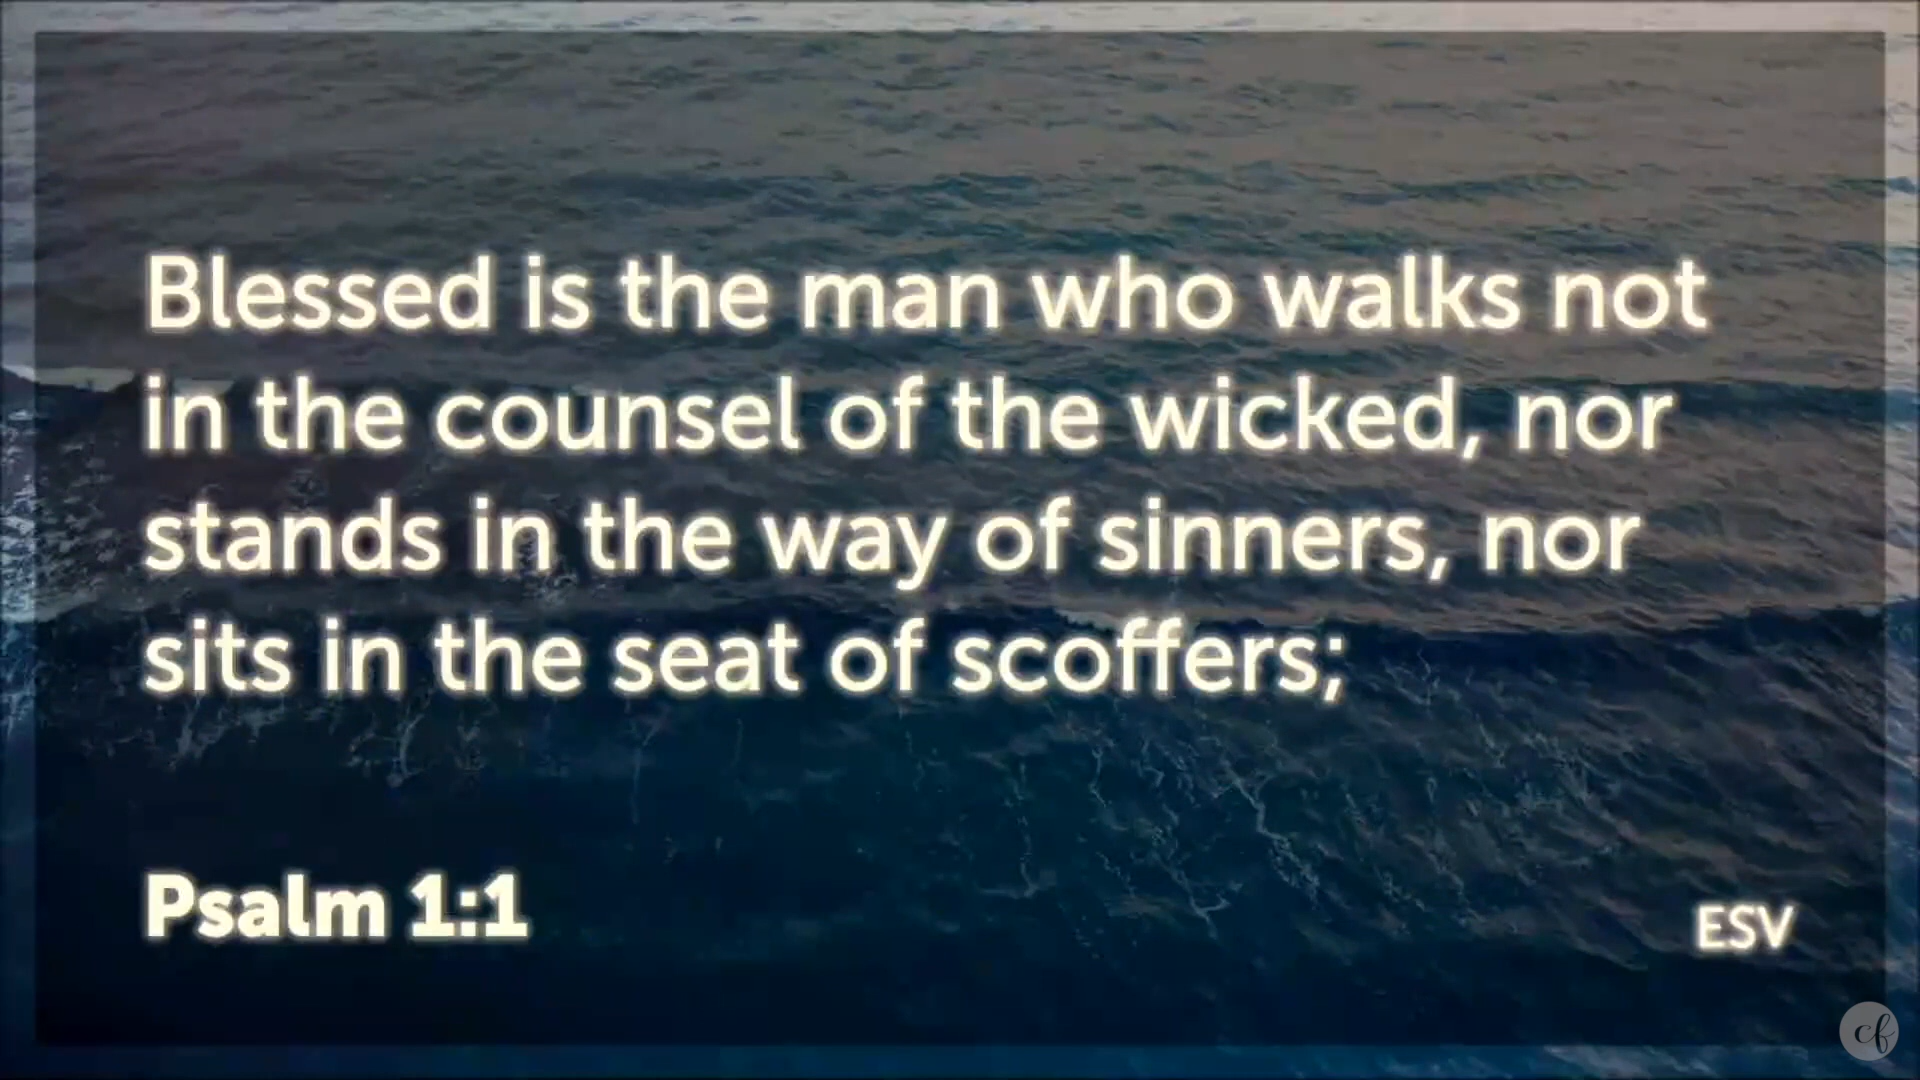 Blessed is the man who walks not
in the counsel of the wicked, nor
stands in the way of sinners, nor
sits in the seat of scoffers;
Psalm 1:1
ESV
cf